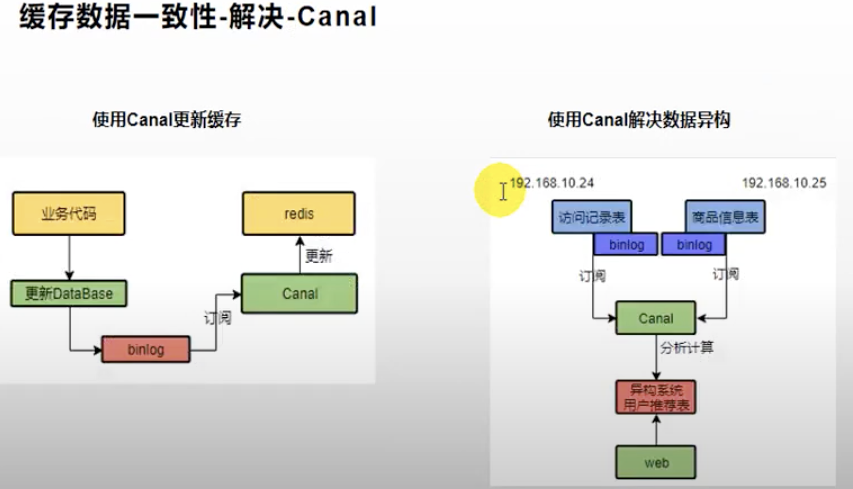 缓存数据一致性-解决-Canal
使用Canal更新缓存
业务代码
redis
更新
更新DataBase
Canal
订阅
binlog
使用Canal解决数据异构
192.168.10.24
192.168.10.25
访问记录表
商品信息表
binlog
binlog
订阅
订阅
Canal
分析计算
异构系统
用户推荐表
web